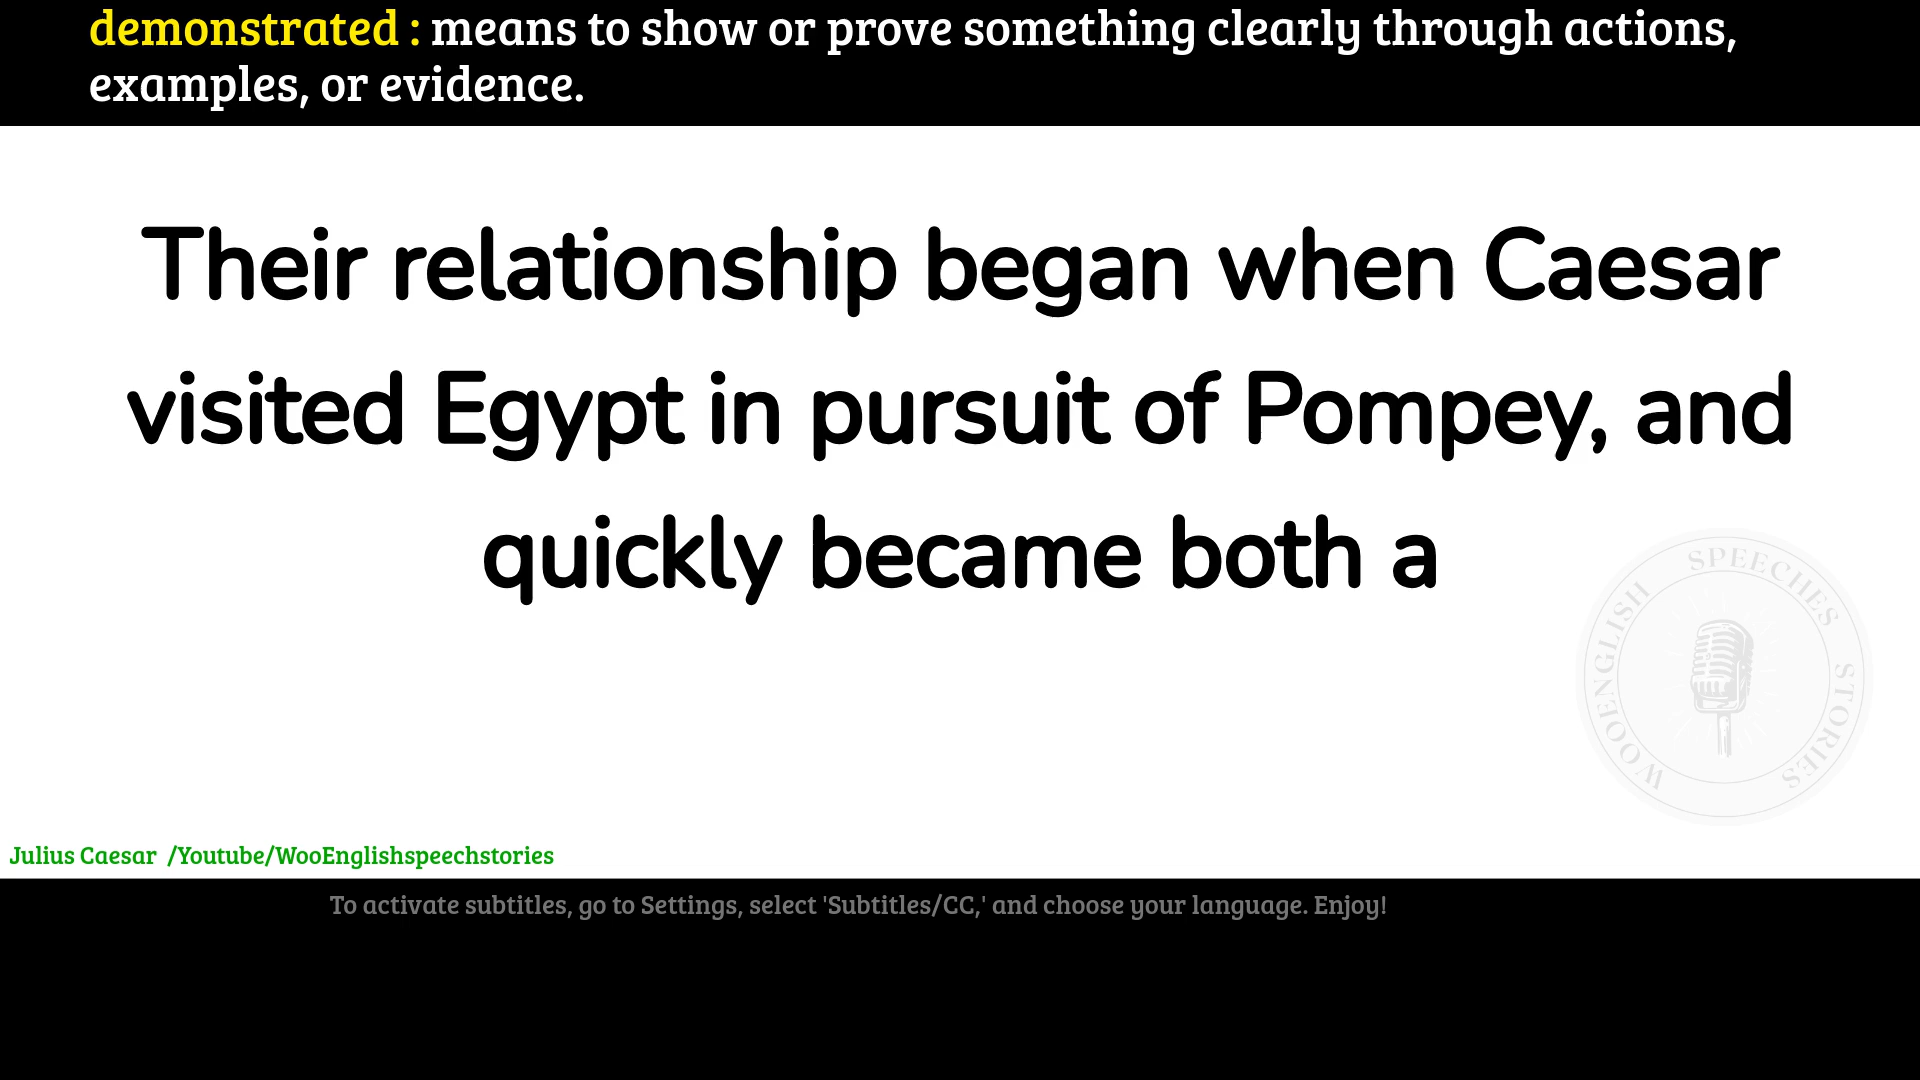 demonstrated : means to show or prove something clearly through actions,
examples, or evidence.
Their relationship began when Caesar
visited Egypt in pursuit of Pompey, and
quickly became both a
WOOENGLISH SPEECHES STORIES
Julius Caesar /Youtube/WooEnglishspeechstories
To activate subtitles, go to Settings, select 'Subtitles/CC,' and choose your language. Enjoy!